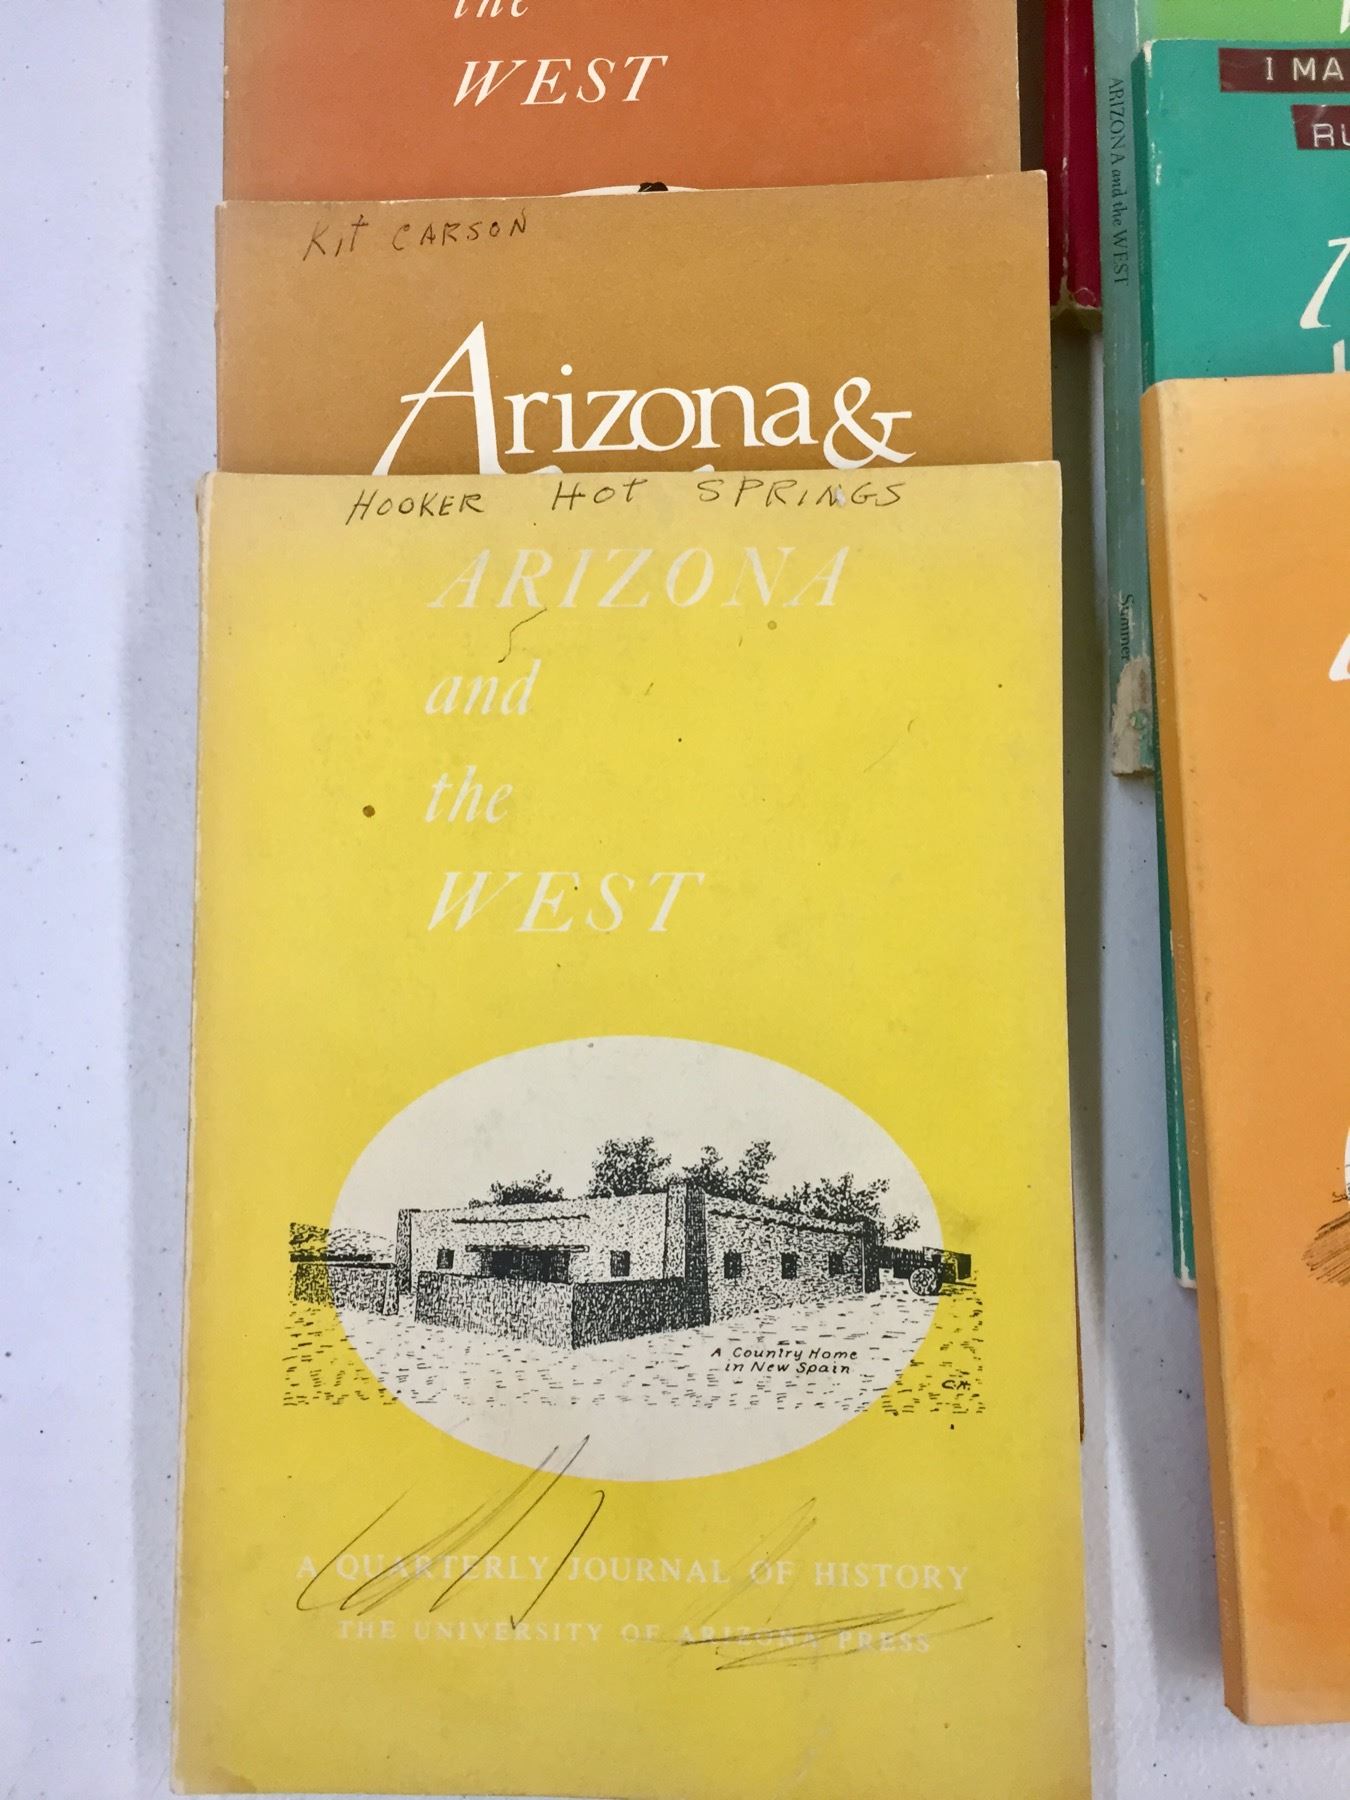 the
WEST
Kit CARSON
Arizona &
HOOKER HOT SPRINGS
ARIZONA
and
the
WEST
A Country Home
in New Spain
A QUARTERLY JOURNAL OF HISTORY
THE UNIVERSITY OF ARIZONA PRESS
ARIZONA and the WEST
Summer
I MA
RU